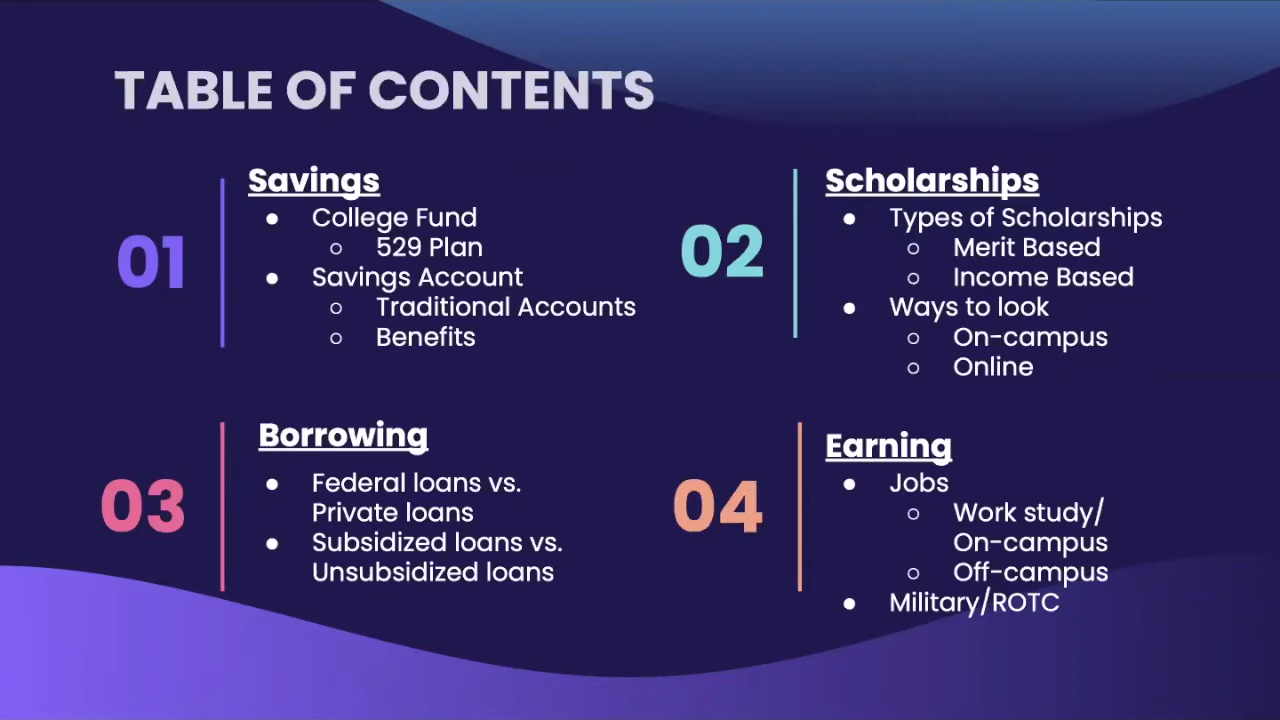 TABLE OF CONTENTS
01
Savings
● College Fund
○ 529 Plan
● Savings Account
○ Traditional Accounts
○ Benefits
02
Scholarships
● Types of Scholarships
○ Merit Based
○ Income Based
● Ways to look
○ On-campus
○ Online
03
Borrowing
● Federal loans vs.
Private loans
● Subsidized loans vs.
Unsubsidized loans
04
Earning
● Jobs
○ Work study/
On-campus
○ Off-campus
● Military/ROTC